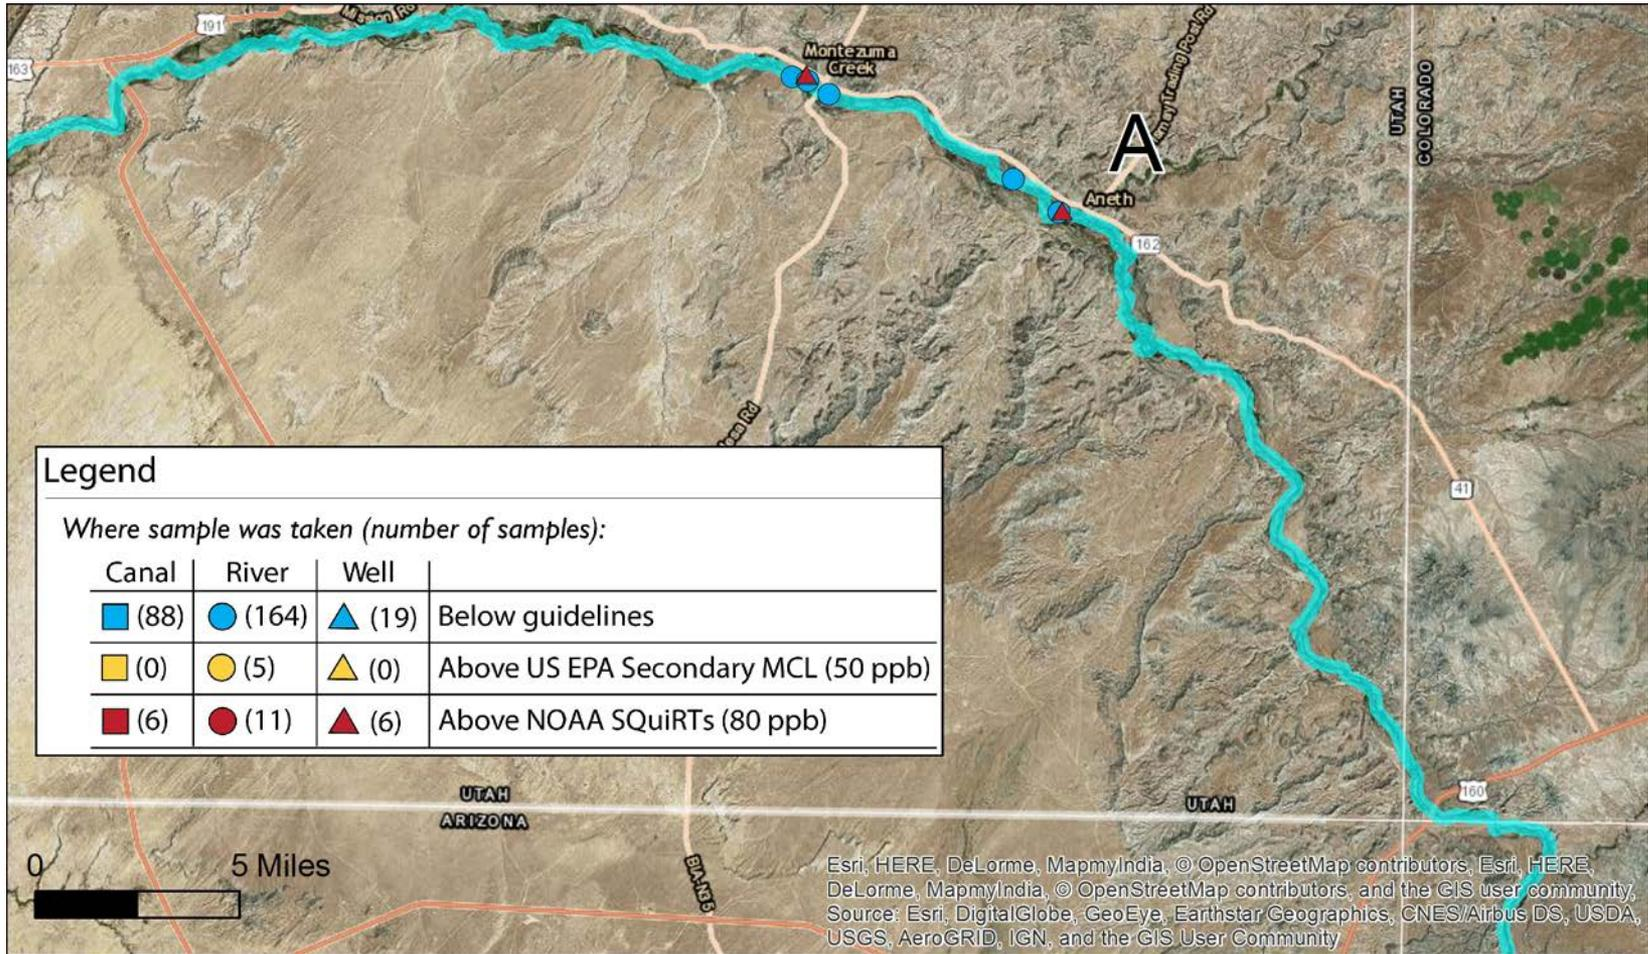 Mission Rd
191
163
Montezuma
Creek
UTAH
COLORADO
A
Aneth
162
41
Legend
Where sample was taken (number of samples):
Canal River Well
(88) (164) (19) Below guidelines
(0) (5) (0) Above US EPA Secondary MCL (50 ppb)
(6) (11) (6) Above NOAA SQuiRTs (80 ppb)
160
UTAH
ARIZONA
UTAH
0 5 Miles
Esri, HERE, DeLorme, MapmyIndia, © OpenStreetMap contributors, Esri, HERE,
DeLorme, MapmyIndia, © OpenStreetMap contributors, and the GIS user community,
Source: Esri, DigitalGlobe, GeoEye, Earthstar Geographics, CNES/Airbus DS, USDA,
USGS, AeroGRID, IGN, and the GIS User Community